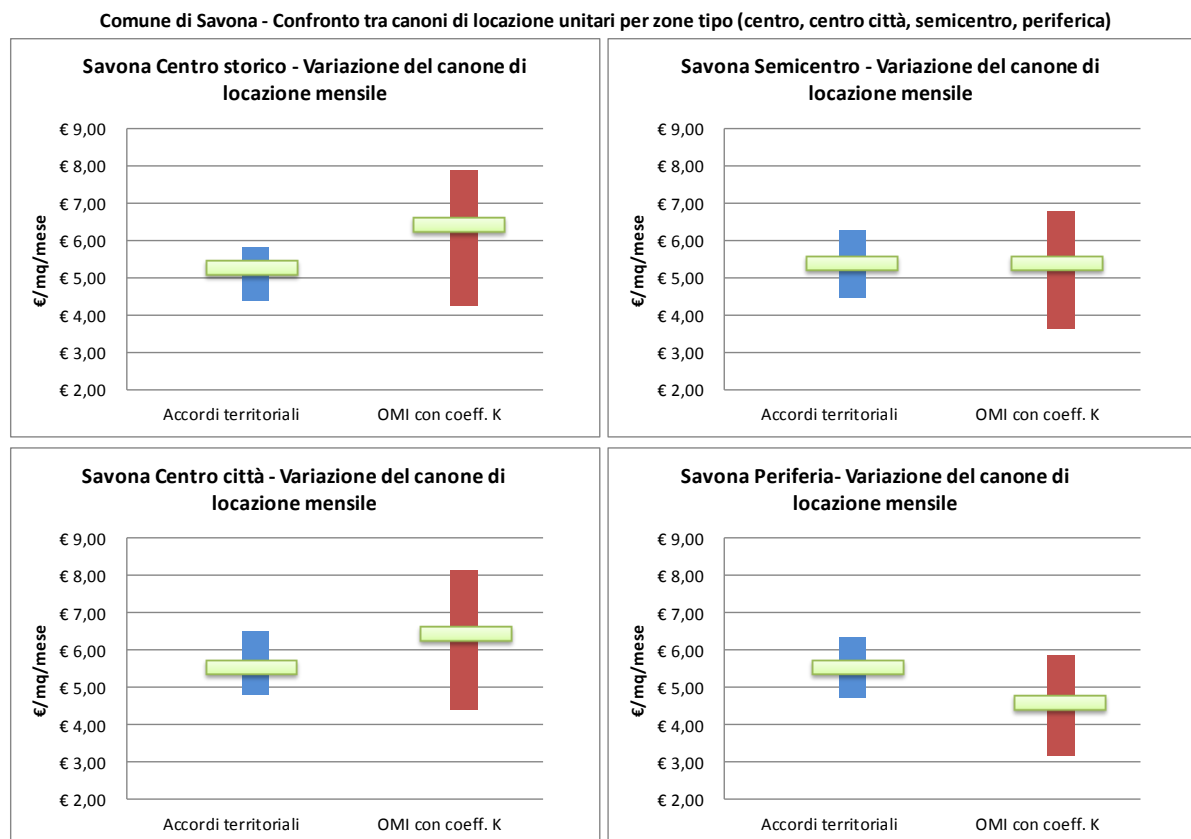 Comune di Savona - Confronto tra canoni di locazione unitari per zone tipo (centro, centro città, semicentro, periferica)
Savona Centro storico - Variazione del canone di
locazione mensile
€/mq/mese
€ 9,00
€ 8,00
€ 7,00
€ 6,00
€ 5,00
€ 4,00
€ 3,00
€ 2,00
Accordi territoriali
OMI con coeff. K
Savona Semicentro - Variazione del canone di
locazione mensile
€/mq/mese
€ 9,00
€ 8,00
€ 7,00
€ 6,00
€ 5,00
€ 4,00
€ 3,00
€ 2,00
Accordi territoriali
OMI con coeff. K
Savona Centro città - Variazione del canone di
locazione mensile
€/mq/mese
€ 9,00
€ 8,00
€ 7,00
€ 6,00
€ 5,00
€ 4,00
€ 3,00
€ 2,00
Accordi territoriali
OMI con coeff. K
Savona Periferia- Variazione del canone di
locazione mensile
€/mq/mese
€ 9,00
€ 8,00
€ 7,00
€ 6,00
€ 5,00
€ 4,00
€ 3,00
€ 2,00
Accordi territoriali
OMI con coeff. K